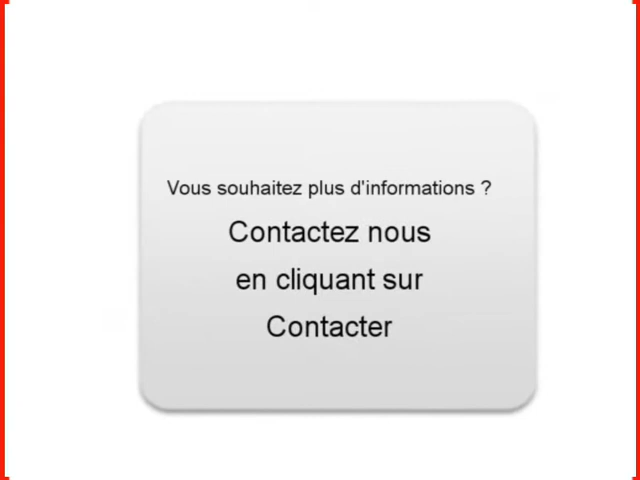 Vous souhaitez plus d'informations ?
Contactez nous
en cliquant sur
Contacter